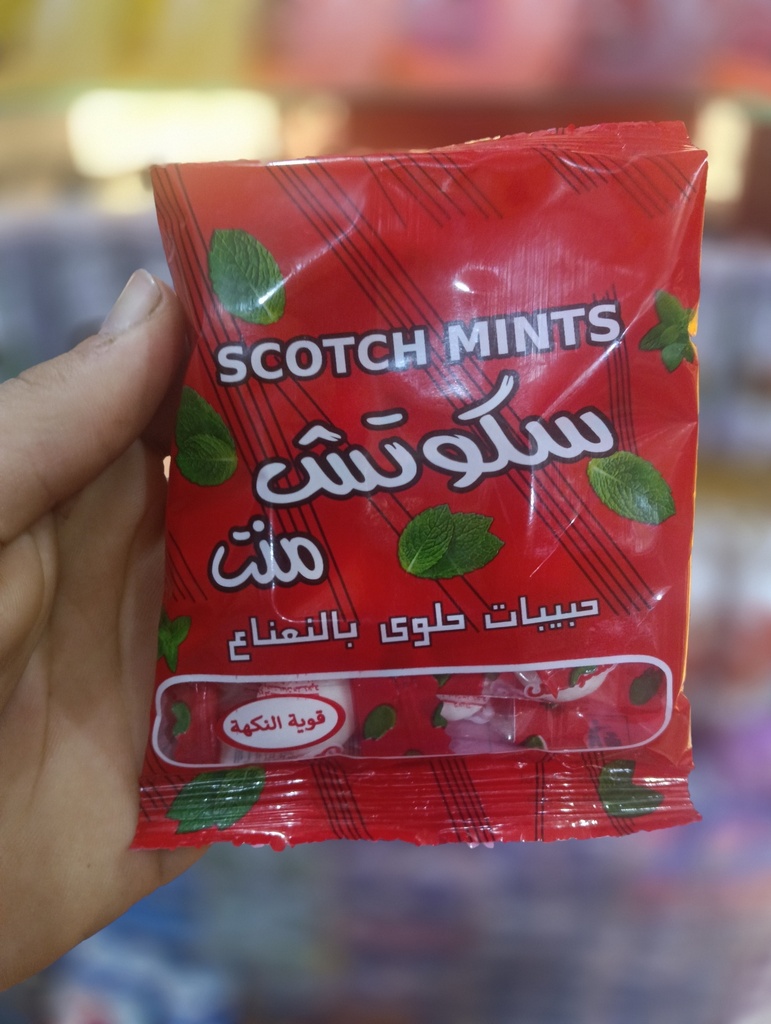 SCOTCH MINTS
سكوتش
منت
حبيبات حلوى بالنعناع
قوية النكهة